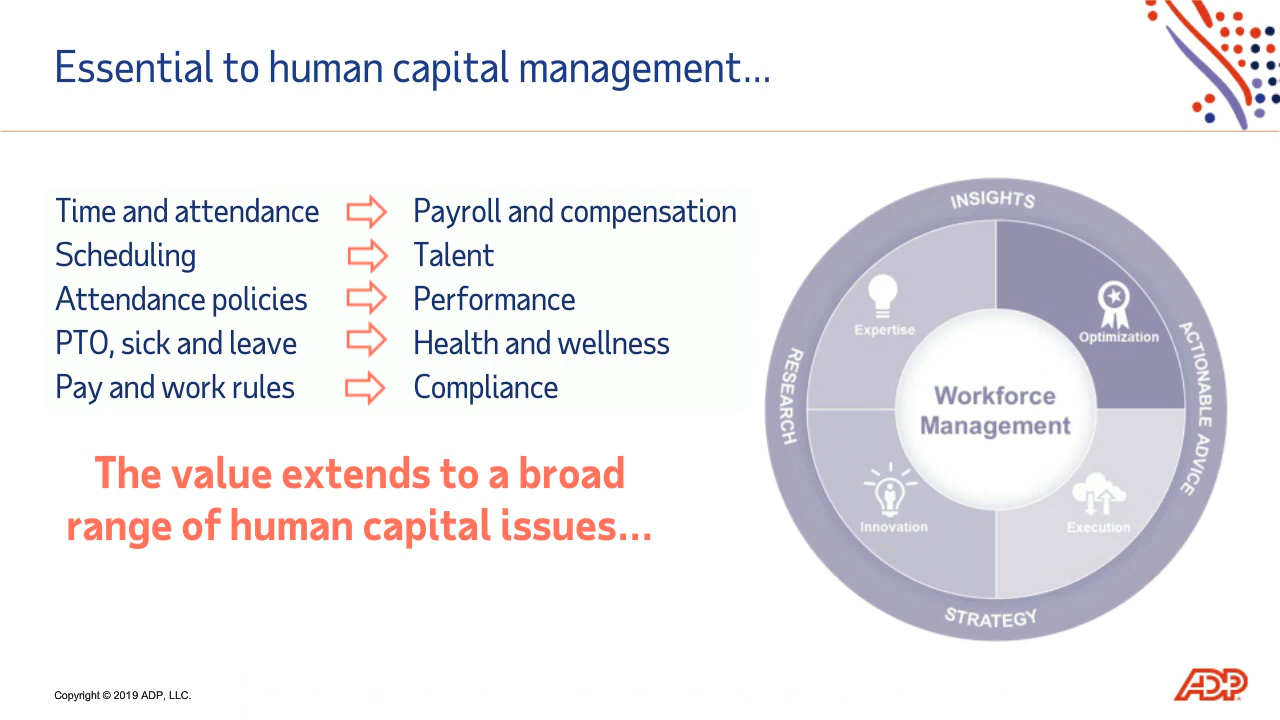 Essential to human capital management...
Time and attendance Payroll and compensation
Scheduling Talent
Attendance policies Performance
PTO, sick and leave Health and wellness
Pay and work rules Compliance
The value extends to a broad
range of human capital issues...
INSIGHTS
Expertise
Optimization
RESEARCH
ACTIONABLE ADVICE
Workforce
Management
Innovation
Execution
STRATEGY
Copyright © 2019 ADP, LLC.
ADP